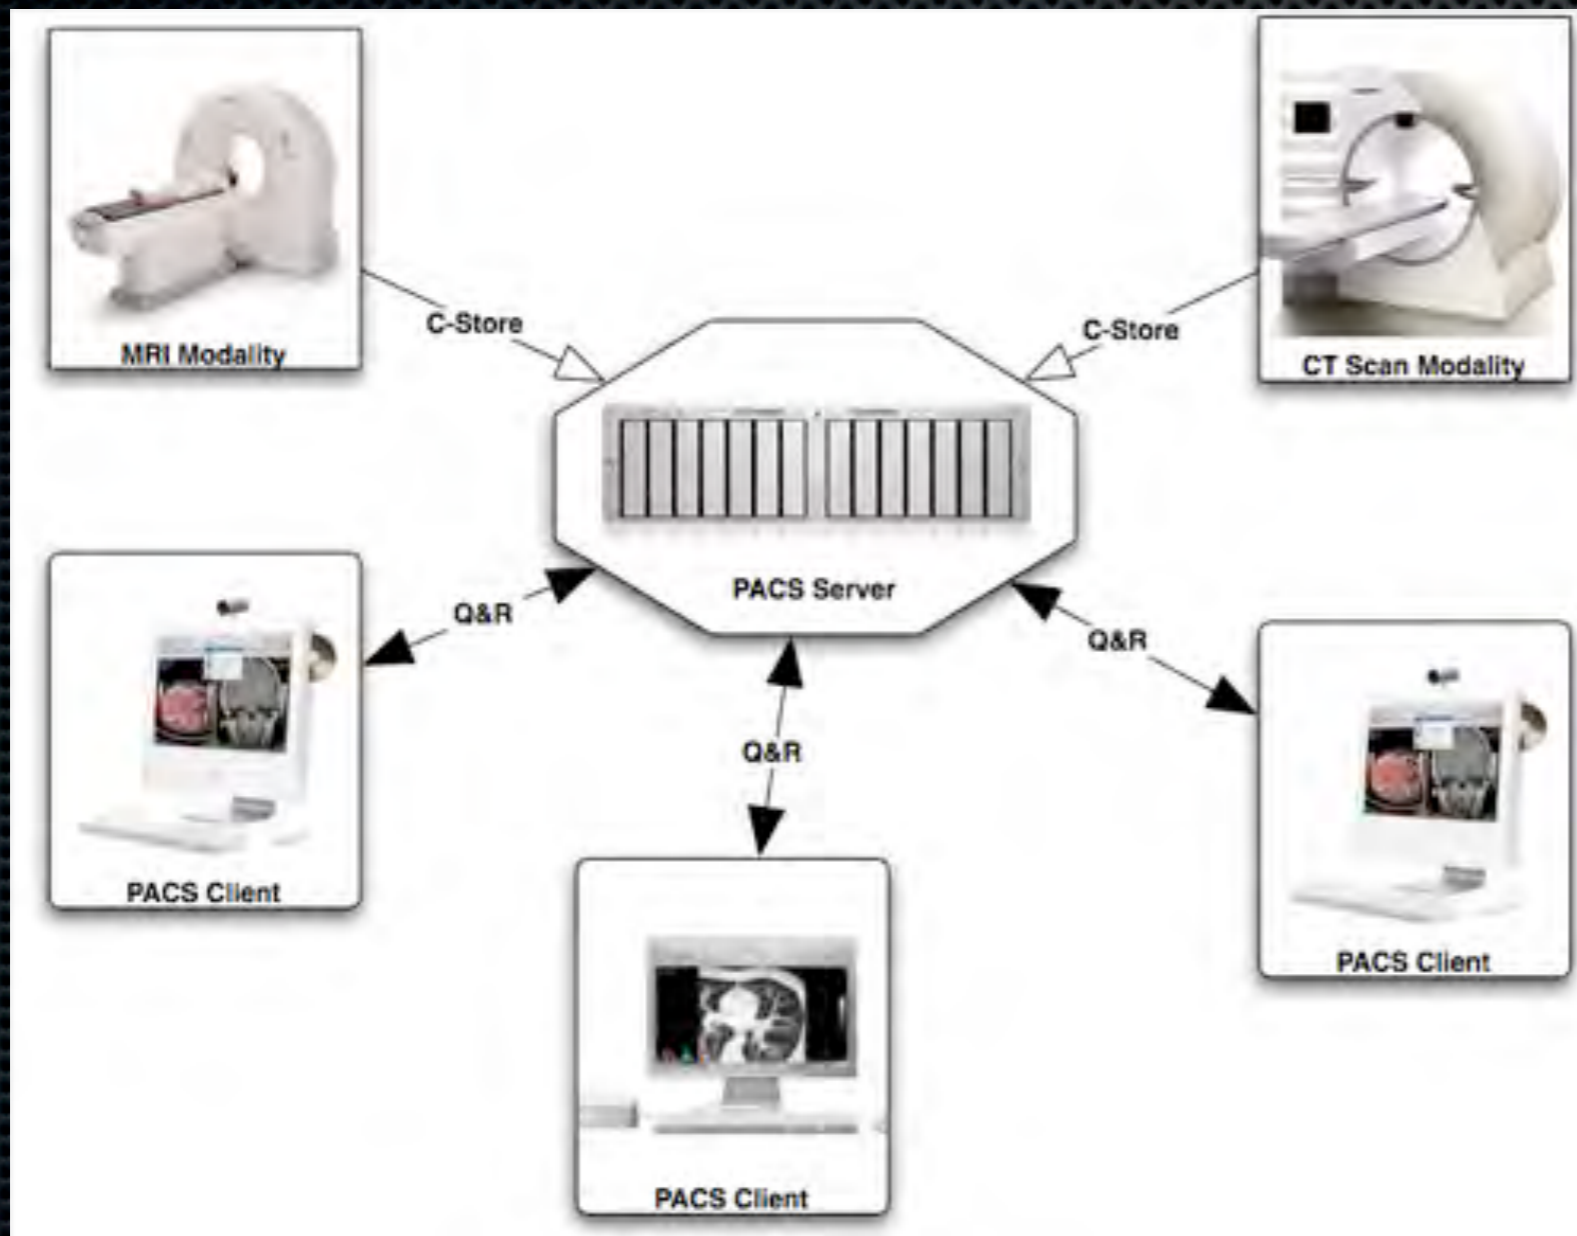 MRI Modality
C-Store
C-Store
CT Scan Modality
PACS Server
Q&R
Q&R
Q&R
PACS Client
PACS Client
PACS Client